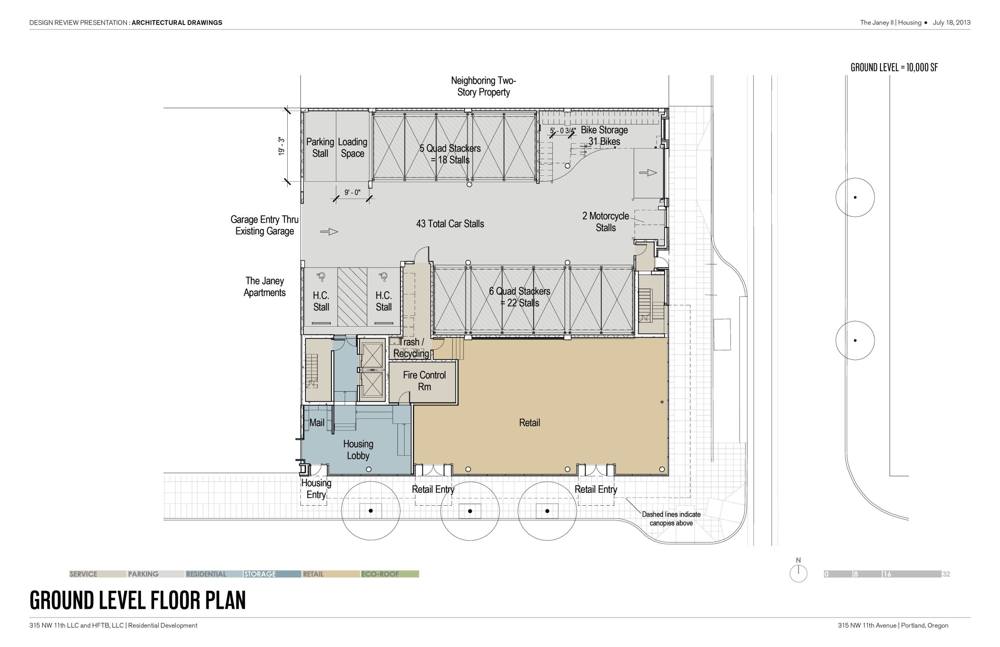 DESIGN REVIEW PRESENTATION : ARCHITECTURAL DRAWINGS
The Janey II | Housing ● July 18, 2013
GROUND LEVEL = 10,000 SF
Neighboring Two-
Story Property
19' - 3"
Parking
Stall
Loading
Space
5 Quad Stackers
= 18 Stalls
5' - 0 3/4"
Bike Storage
31 Bikes
9' - 0"
Garage Entry Thru
Existing Garage
43 Total Car Stalls
2 Motorcycle
Stalls
The Janey
Apartments
H.C.
Stall
H.C.
Stall
6 Quad Stackers
= 22 Stalls
Trash /
Recycling
Fire Control
Rm
Mail
Housing
Lobby
Retail
Housing
Entry
Retail Entry
Retail Entry
Dashed lines indicate
canopies above
SERVICE
PARKING
RESIDENTIAL
STORAGE
RETAIL
ECO-ROOF
N
0 8 16 32
GROUND LEVEL FLOOR PLAN
315 NW 11th LLC and HFTB, LLC | Residential Development
315 NW 11th Avenue | Portland, Oregon